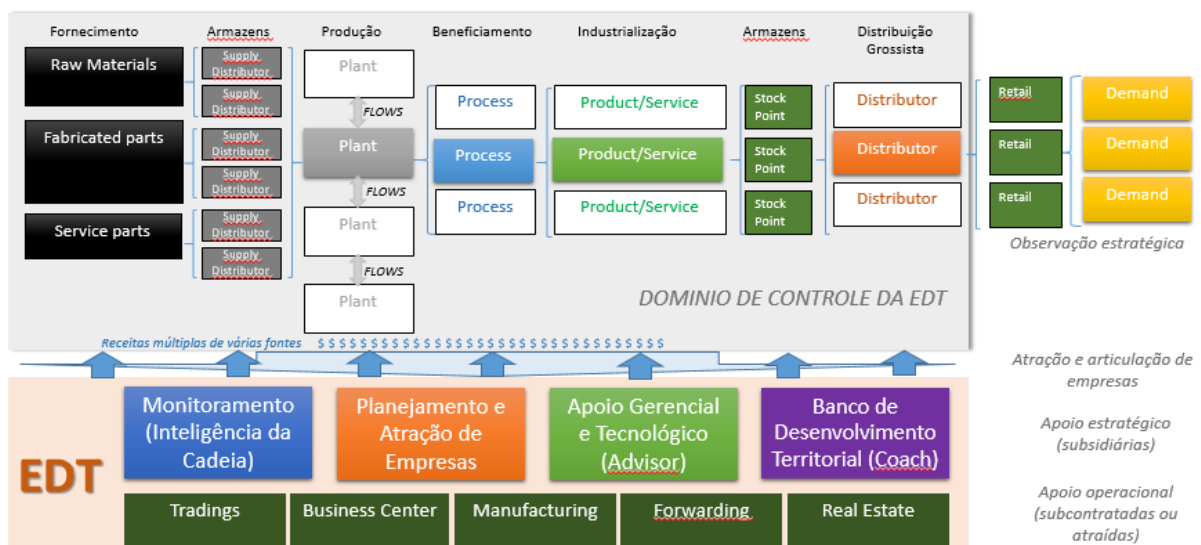 Fornecimento
Armazens
Produção
Beneficiamento
Industrialização
Armazens
Distribuição
Grossista
Raw Materials
Fabricated parts
Service parts
Supply
Distributor
Supply
Distributor
Supply
Distributor
Supply
Distributor
Supply
Distributor
Supply
Distributor
Plant
FLOWS
Plant
FLOWS
Plant
FLOWS
Plant
Process
Process
Process
Product/Service
Product/Service
Product/Service
Stock
Point
Stock
Point
Stock
Point
Distributor
Distributor
Distributor
Retail
Retail
Retail
Demand
Demand
Demand
Observação estratégica
DOMINIO DE CONTROLE DA EDT
Receitas múltiplas de várias fontes $ $ $ $ $ $ $ $ $ $ $ $ $ $ $ $ $ $ $ $ $ $ $ $ $ $ $ $ $ $ $ $ $
Atração e articulação de
empresas
EDT
Monitoramento
(Inteligência da
Cadeia)
Planejamento e
Atração de
Empresas
Apoio Gerencial
e Tecnológico
(Advisor)
Banco de
Desenvolvimento
Territorial (Coach)
Apoio estratégico
(subsidiárias)
Tradings
Business Center
Manufacturing
Forwarding
Real Estate
Apoio operacional
(subcontratadas ou
atraídas)